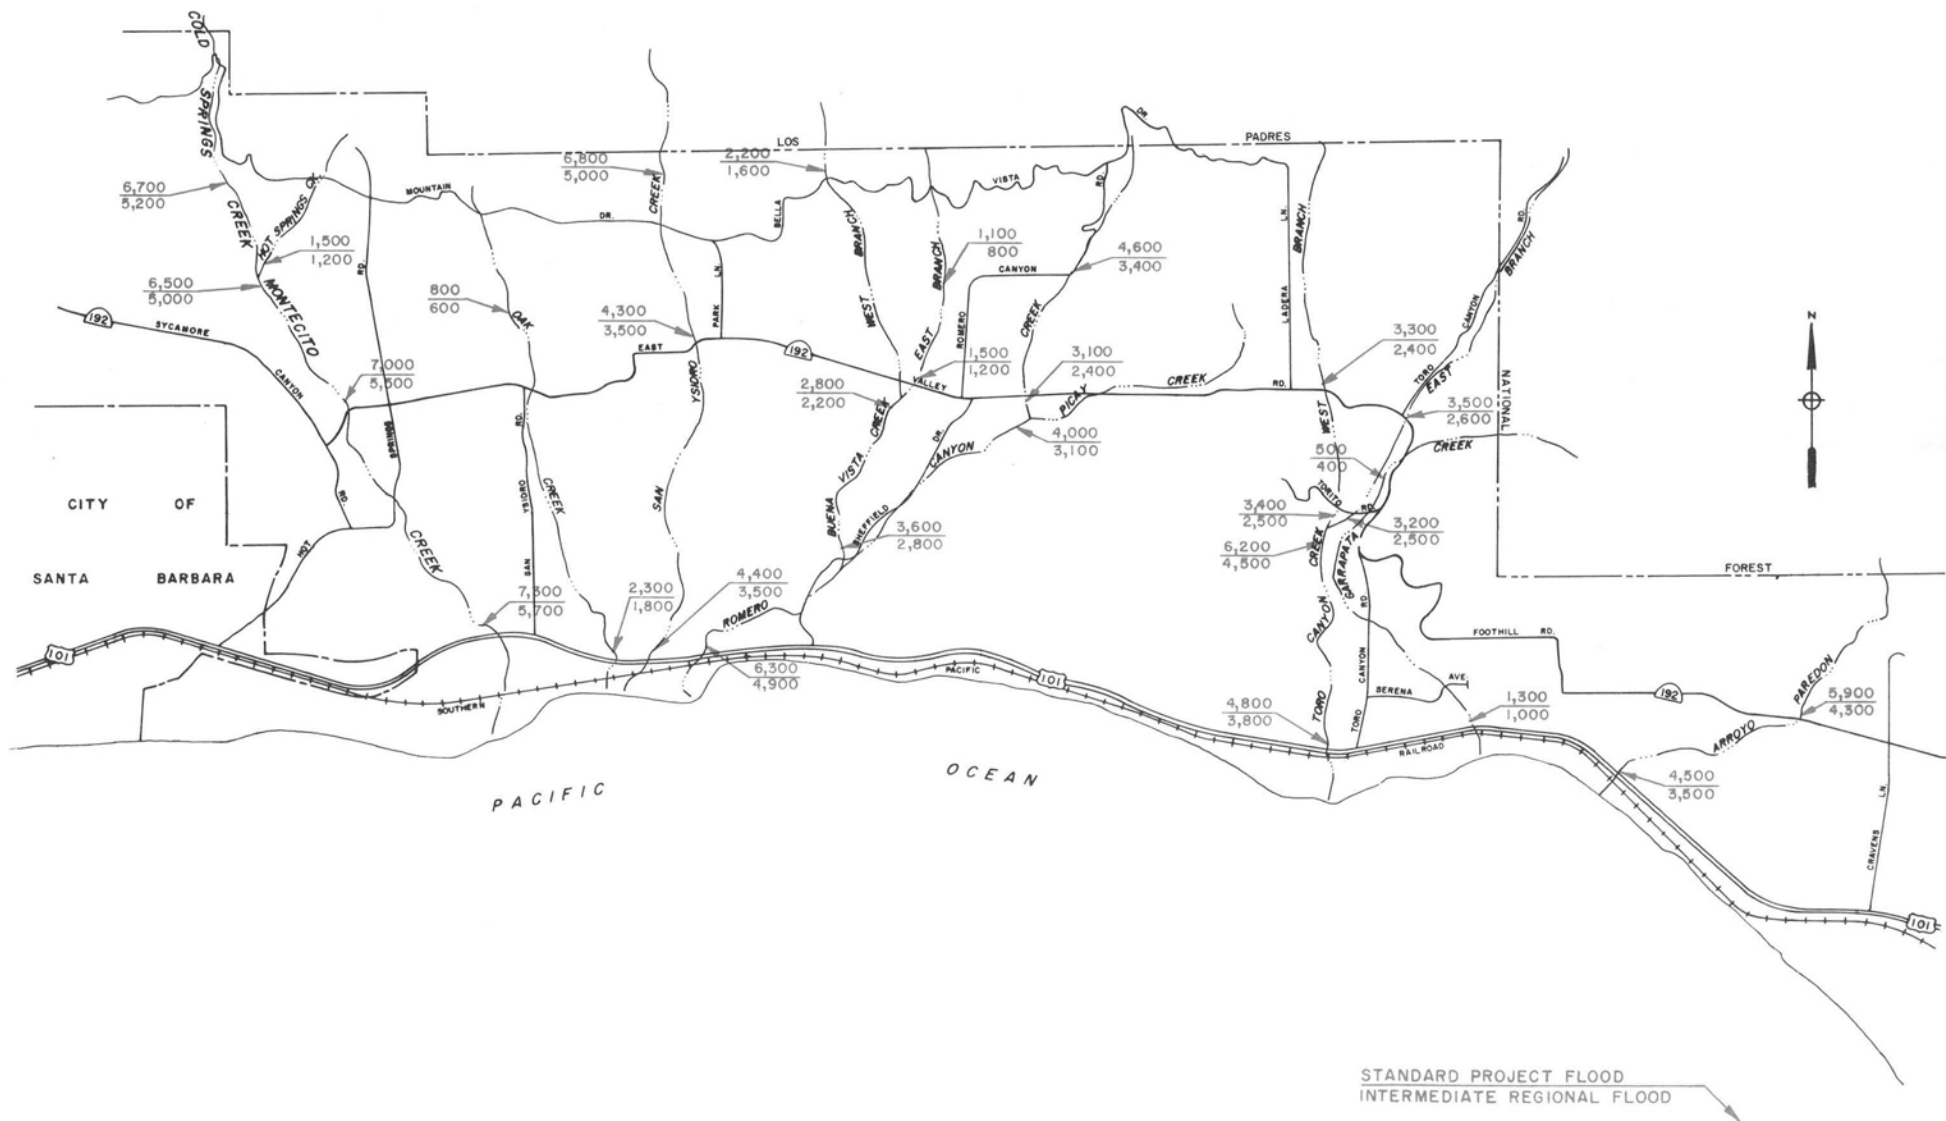 COLD
SPRINGS
CREEK
LOS
PADRES
DR.
6,800
5,000
2,200
1,600
6,700
5,200
MOUNTAIN
DR.
CREEK
BELLA
VISTA
RD.
HOT SPRINGS CK.
1,500
1,200
6,500
5,000
MONTECITO
RD.
800
600
OAK
4,300
3,500
LN.
PARK
BRANCH
WEST
1,100
800
BRANCH
EAST
CANYON
ROMERO
4,600
3,400
CREEK
LN.
LADERA
BRANCH
WEST
RD.
BRANCH
CANYON
TORO
EAST
3,300
2,400
N
192
SYCAMORE
CANYON
RD.
7,000
5,500
EAST
192
VALLEY
RD.
YSIDRO
2,800
2,200
1,500
1,200
3,100
2,400
PICAY
CREEK
4,000
3,100
3,500
2,600
NATIONAL
CREEK
500
400
SPRINGS
RD.
YSIDRO
SAN
CREEK
SAN
CREEK
VISTA
BUENA
DR.
SHEFFIELD
CANYON
3,600
2,800
TORITO
RD.
3,400
2,500
3,200
2,500
6,200
4,500
CREEK
GARRAPATA
CITY OF
SANTA BARBARA
HOT
CREEK
7,300
5,700
2,300
1,800
4,400
3,500
ROMERO
6,300
4,900
FOREST
CANYON
TORO
RD.
CANYON
TORO
FOOTHILL RD.
SERENA AVE.
192
PAREDON
ARROYO
101
SOUTHERN
PACIFIC
101
RAILROAD
4,800
3,800
1,300
1,000
5,900
4,300
4,500
3,500
LN.
CRAVENS
101
PACIFIC
OCEAN
STANDARD PROJECT FLOOD
INTERMEDIATE REGIONAL FLOOD